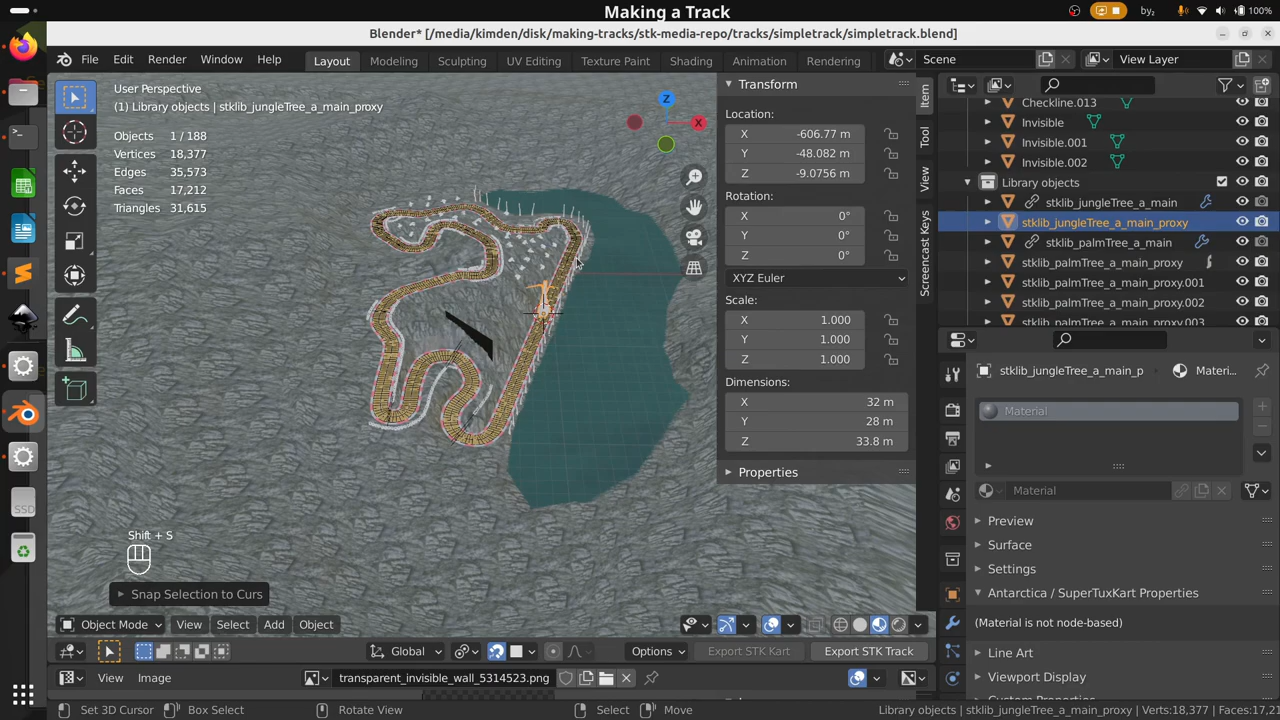 Making a Track
by₂
100%
Blender* [/media/kimden/disk/making-tracks/stk-media-repo/tracks/simpletrack/simpletrack.blend]
File Edit Render Window Help Layout Modeling Sculpting UV Editing Texture Paint Shading Animation Rendering Scene View Layer
User Perspective
(1) Library objects | stklib_jungleTree_a_main_proxy
Objects 1 / 188
Vertices 18,377
Edges 35,573
Faces 17,212
Triangles 31,615
Z
X
Shift + S
Snap Selection to Curs
Transform
Location:
X -606.77 m
Y -48.082 m
Z -9.0756 m
Rotation:
X 0°
Y 0°
Z 0°
XYZ Euler
Scale:
X 1.000
Y 1.000
Z 1.000
Dimensions:
X 32 m
Y 28 m
Z 33.8 m
Properties
Item
Tool
View
Screencast Keys
Checkline.013
Invisible
Invisible.001
Invisible.002
Library objects
stklib_jungleTree_a_main
stklib_jungleTree_a_main_proxy
stklib_palmTree_a_main
stklib_palmTree_a_main_proxy
stklib_palmTree_a_main_proxy.001
stklib_palmTree_a_main_proxy.002
stklib_palmTree_a_main_proxy.003
stklib_jungleTree_a_main_p Materi...
Material
Material
Preview
Surface
Settings
Antarctica / SuperTuxKart Properties
(Material is not node-based)
Line Art
Viewport Display
Custom Properties
Object Mode View Select Add Object
Global Options Export STK Kart Export STK Track
View Image transparent_invisible_wall_5314523.png
Set 3D Cursor Box Select Rotate View Select Move Library objects | stklib_jungleTree_a_main_proxy | Verts:18,377 | Faces:17,21
SSD